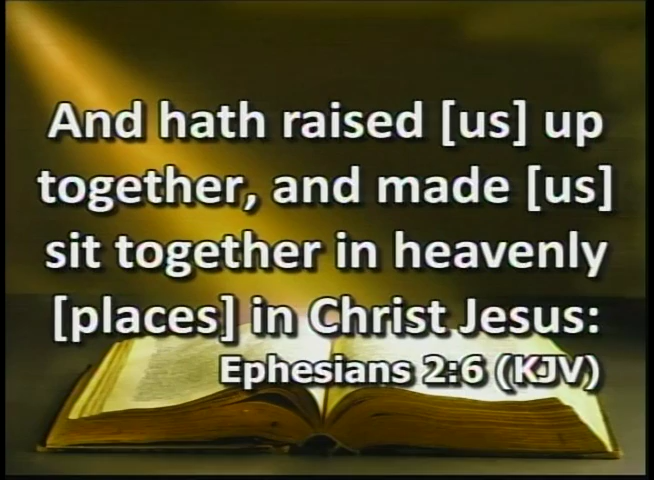 And hath raised [us] up
together, and made [us]
sit together in heavenly
[places] in Christ Jesus:
Ephesians 2:6 (KJV)